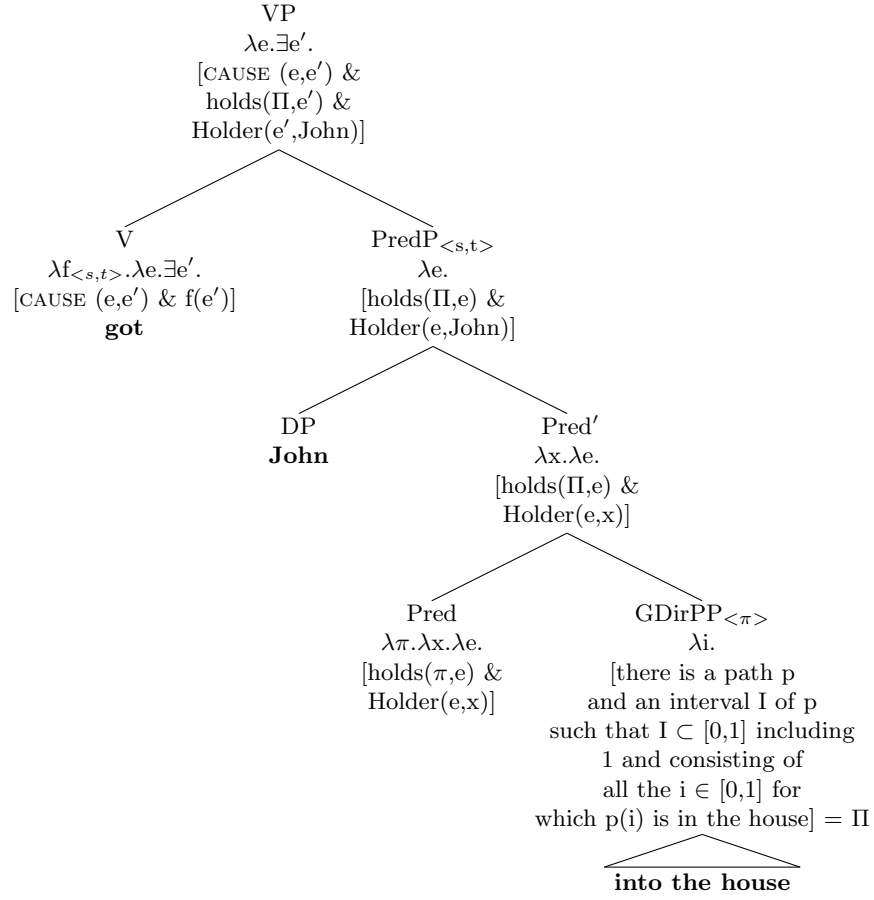 VP
λe.∃e′.
[CAUSE (e,e′) &
holds(Π,e′) &
Holder(e′,John)]
V
λf<s,t>.λe.∃e′.
[CAUSE (e,e′) & f(e′)]
got
PredP<s,t>
λe.
[holds(Π,e) &
Holder(e,John)]
DP
John
Pred′
λx.λe.
[holds(Π,e) &
Holder(e,x)]
Pred
λπ.λx.λe.
[holds(π,e) &
Holder(e,x)]
GDirPP<π>
λi.
[there is a path p
and an interval I of p
such that I ⊂ [0,1] including
1 and consisting of
all the i ∈ [0,1] for
which p(i) is in the house] = Π
into the house